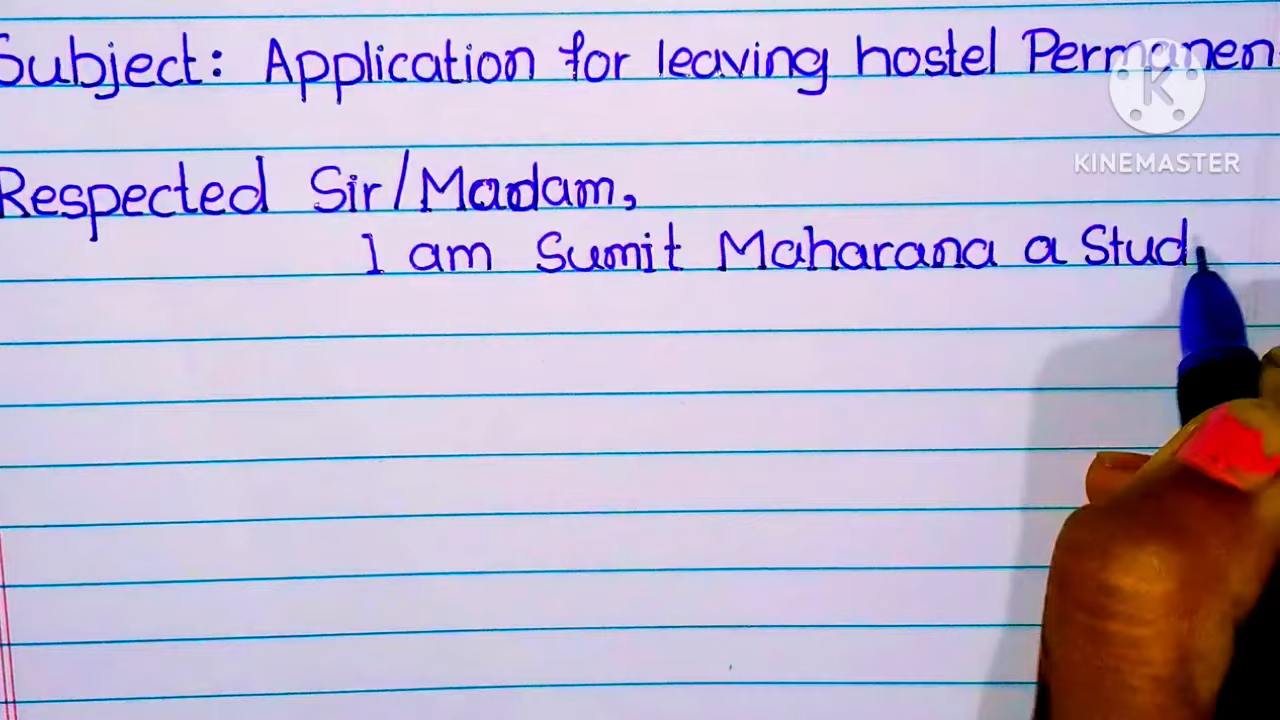 Subject: Application for leaving hostel Permanen
K
KINEMASTER
Respected Sir/Madam,
I am Sumit Maharana a Stud